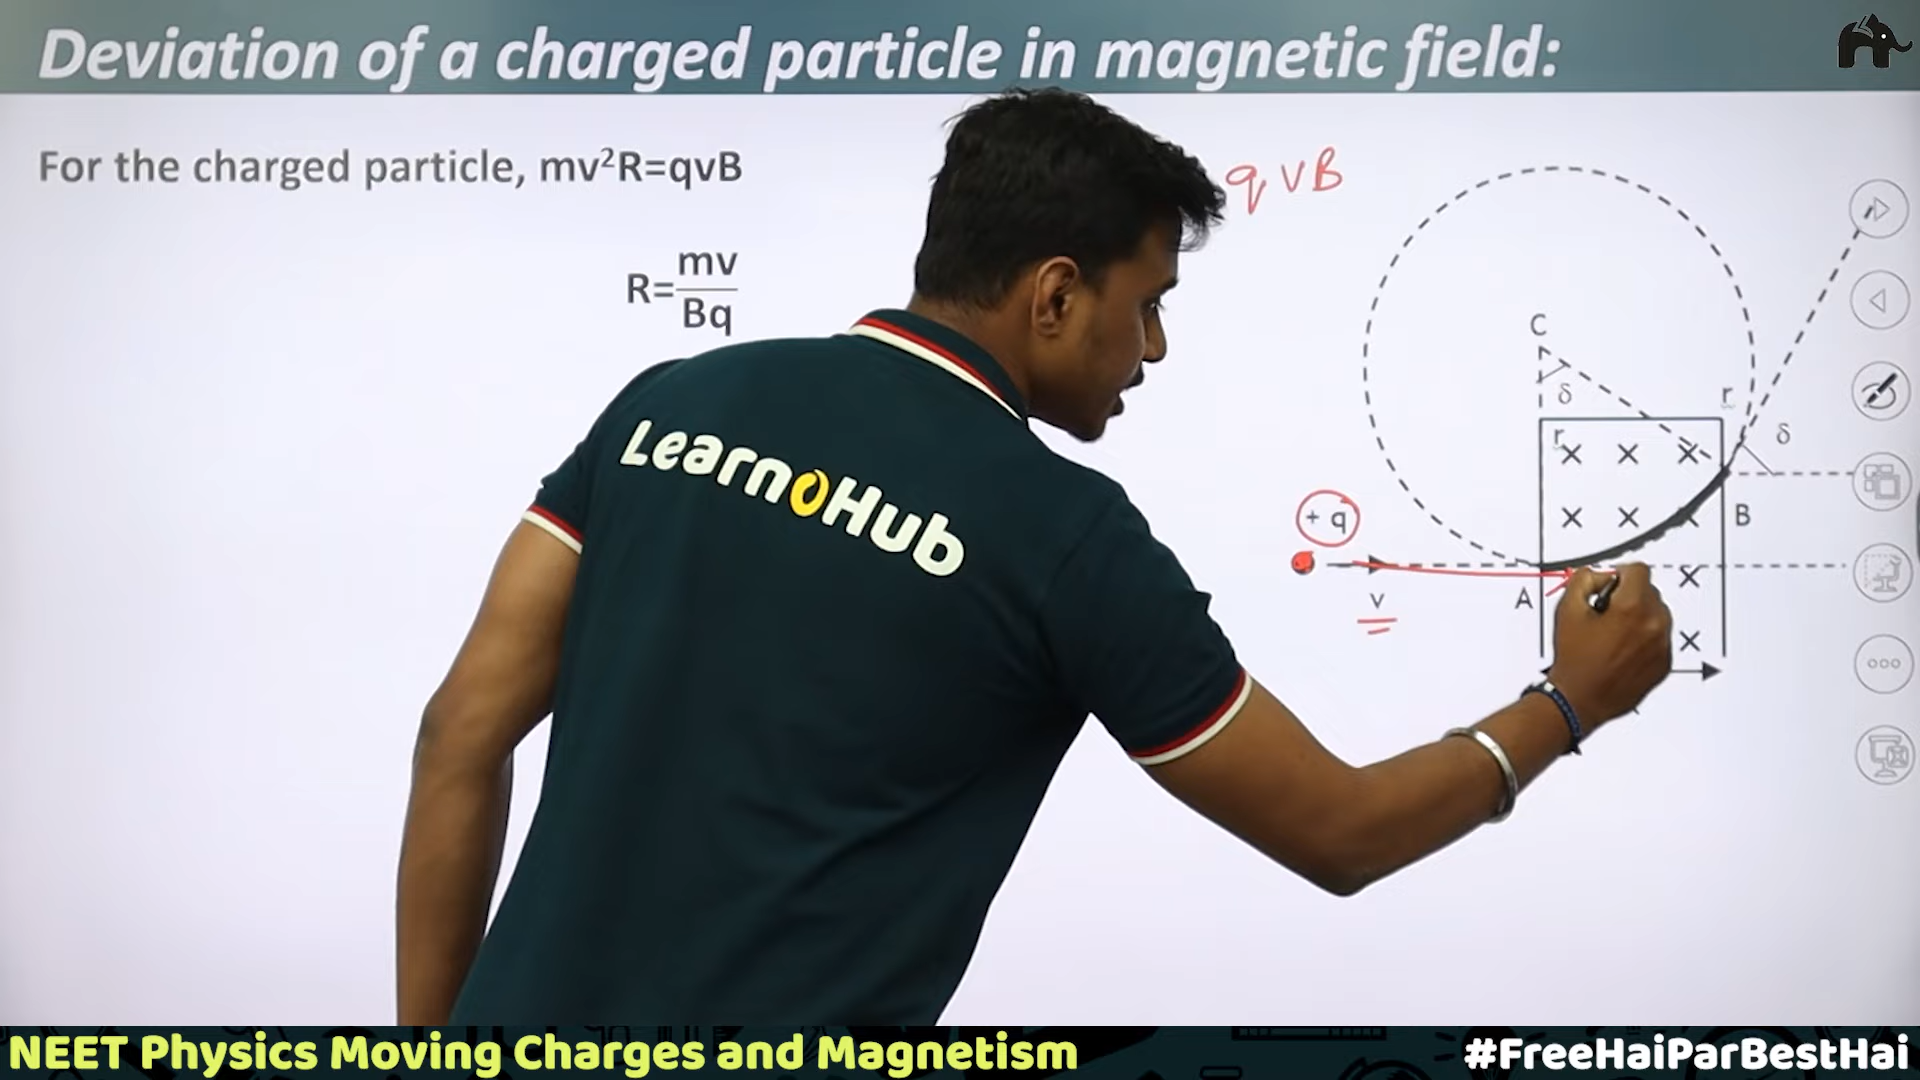 Deviation of a charged particle in magnetic field:
For the charged particle, mv²R=qvB
R=mv/Bq
qvB
C
δ
r
δ
r
+ q
B
v
A
LearnoHub
NEET Physics Moving Charges and Magnetism
#FreeHaiParBestHai